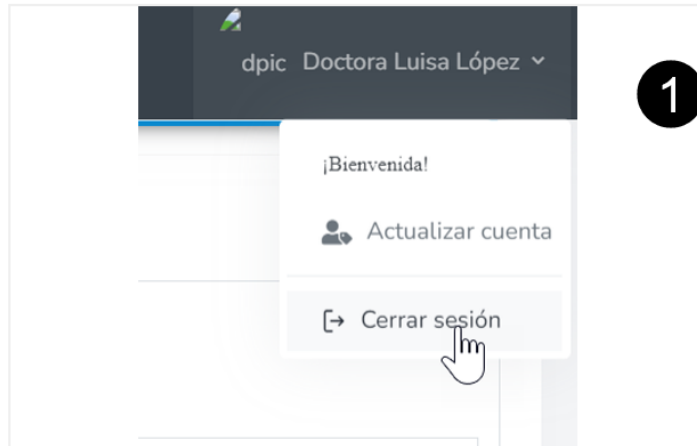 dpic Doctora Luisa López
1
¡Bienvenida!
Actualizar cuenta
Cerrar sesión